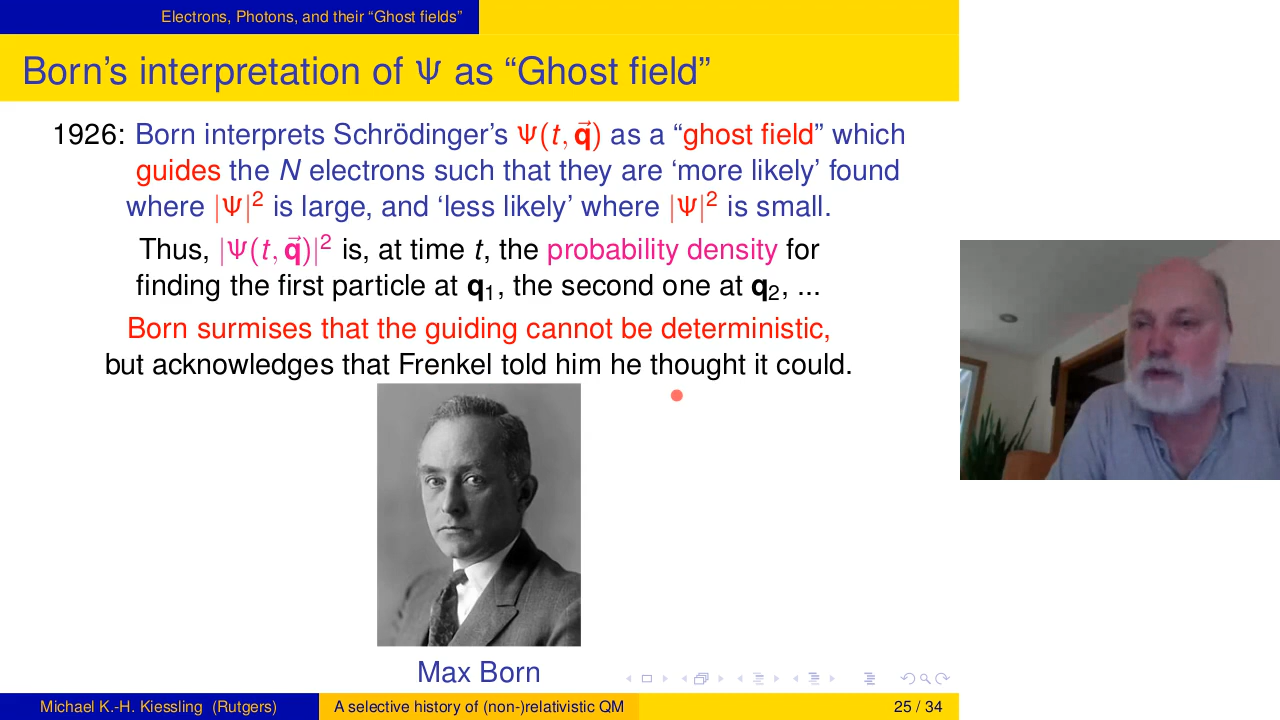 Electrons, Photons, and their “Ghost fields”
Born’s interpretation of Ψ as “Ghost field”
1926: Born interprets Schrödinger’s Ψ(t, q⃗) as a “ghost field” which
guides the N electrons such that they are ‘more likely’ found
where |Ψ|² is large, and ‘less likely’ where |Ψ|² is small.
Thus, |Ψ(t, q⃗)|² is, at time t, the probability density for
finding the first particle at q₁, the second one at q₂, ...
Born surmises that the guiding cannot be deterministic,
but acknowledges that Frenkel told him he thought it could.
Max Born
Michael K.-H. Kiessling (Rutgers)
A selective history of (non-)relativistic QM
25 / 34